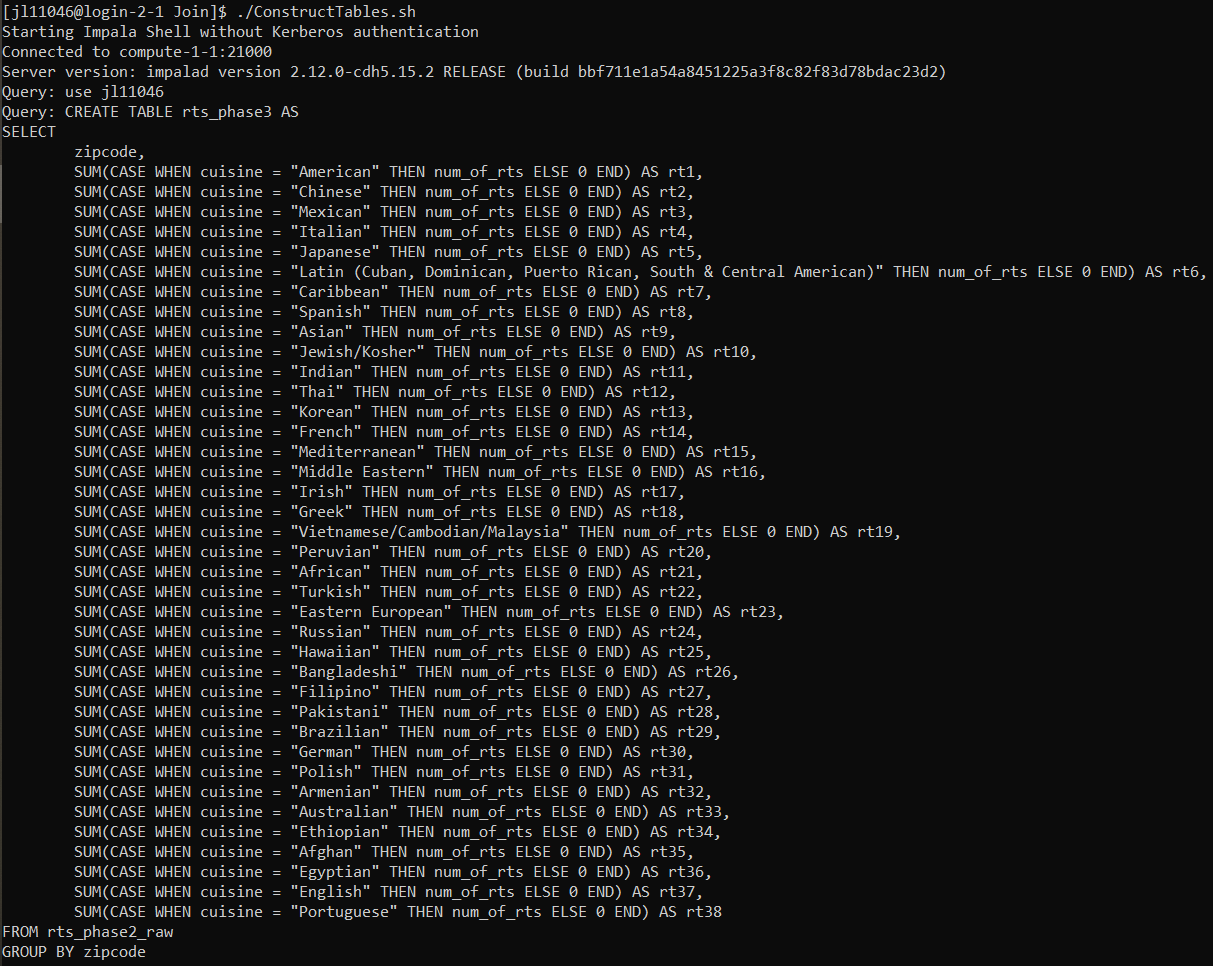 [jl11046@login-2-1 Join]$ ./ConstructTables.sh
Starting Impala Shell without Kerberos authentication
Connected to compute-1-1:21000
Server version: impalad version 2.12.0-cdh5.15.2 RELEASE (build bbf711e1a54a8451225a3f8c82f83d78bdac23d2)
Query: use jl11046
Query: CREATE TABLE rts_phase3 AS
SELECT
        zipcode,
        SUM(CASE WHEN cuisine = "American" THEN num_of_rts ELSE 0 END) AS rt1,
        SUM(CASE WHEN cuisine = "Chinese" THEN num_of_rts ELSE 0 END) AS rt2,
        SUM(CASE WHEN cuisine = "Mexican" THEN num_of_rts ELSE 0 END) AS rt3,
        SUM(CASE WHEN cuisine = "Italian" THEN num_of_rts ELSE 0 END) AS rt4,
        SUM(CASE WHEN cuisine = "Japanese" THEN num_of_rts ELSE 0 END) AS rt5,
        SUM(CASE WHEN cuisine = "Latin (Cuban, Dominican, Puerto Rican, South & Central American)" THEN num_of_rts ELSE 0 END) AS rt6,
        SUM(CASE WHEN cuisine = "Caribbean" THEN num_of_rts ELSE 0 END) AS rt7,
        SUM(CASE WHEN cuisine = "Spanish" THEN num_of_rts ELSE 0 END) AS rt8,
        SUM(CASE WHEN cuisine = "Asian" THEN num_of_rts ELSE 0 END) AS rt9,
        SUM(CASE WHEN cuisine = "Jewish/Kosher" THEN num_of_rts ELSE 0 END) AS rt10,
        SUM(CASE WHEN cuisine = "Indian" THEN num_of_rts ELSE 0 END) AS rt11,
        SUM(CASE WHEN cuisine = "Thai" THEN num_of_rts ELSE 0 END) AS rt12,
        SUM(CASE WHEN cuisine = "Korean" THEN num_of_rts ELSE 0 END) AS rt13,
        SUM(CASE WHEN cuisine = "French" THEN num_of_rts ELSE 0 END) AS rt14,
        SUM(CASE WHEN cuisine = "Mediterranean" THEN num_of_rts ELSE 0 END) AS rt15,
        SUM(CASE WHEN cuisine = "Middle Eastern" THEN num_of_rts ELSE 0 END) AS rt16,
        SUM(CASE WHEN cuisine = "Irish" THEN num_of_rts ELSE 0 END) AS rt17,
        SUM(CASE WHEN cuisine = "Greek" THEN num_of_rts ELSE 0 END) AS rt18,
        SUM(CASE WHEN cuisine = "Vietnamese/Cambodian/Malaysia" THEN num_of_rts ELSE 0 END) AS rt19,
        SUM(CASE WHEN cuisine = "Peruvian" THEN num_of_rts ELSE 0 END) AS rt20,
        SUM(CASE WHEN cuisine = "African" THEN num_of_rts ELSE 0 END) AS rt21,
        SUM(CASE WHEN cuisine = "Turkish" THEN num_of_rts ELSE 0 END) AS rt22,
        SUM(CASE WHEN cuisine = "Eastern European" THEN num_of_rts ELSE 0 END) AS rt23,
        SUM(CASE WHEN cuisine = "Russian" THEN num_of_rts ELSE 0 END) AS rt24,
        SUM(CASE WHEN cuisine = "Hawaiian" THEN num_of_rts ELSE 0 END) AS rt25,
        SUM(CASE WHEN cuisine = "Bangladeshi" THEN num_of_rts ELSE 0 END) AS rt26,
        SUM(CASE WHEN cuisine = "Filipino" THEN num_of_rts ELSE 0 END) AS rt27,
        SUM(CASE WHEN cuisine = "Pakistani" THEN num_of_rts ELSE 0 END) AS rt28,
        SUM(CASE WHEN cuisine = "Brazilian" THEN num_of_rts ELSE 0 END) AS rt29,
        SUM(CASE WHEN cuisine = "German" THEN num_of_rts ELSE 0 END) AS rt30,
        SUM(CASE WHEN cuisine = "Polish" THEN num_of_rts ELSE 0 END) AS rt31,
        SUM(CASE WHEN cuisine = "Armenian" THEN num_of_rts ELSE 0 END) AS rt32,
        SUM(CASE WHEN cuisine = "Australian" THEN num_of_rts ELSE 0 END) AS rt33,
        SUM(CASE WHEN cuisine = "Ethiopian" THEN num_of_rts ELSE 0 END) AS rt34,
        SUM(CASE WHEN cuisine = "Afghan" THEN num_of_rts ELSE 0 END) AS rt35,
        SUM(CASE WHEN cuisine = "Egyptian" THEN num_of_rts ELSE 0 END) AS rt36,
        SUM(CASE WHEN cuisine = "English" THEN num_of_rts ELSE 0 END) AS rt37,
        SUM(CASE WHEN cuisine = "Portuguese" THEN num_of_rts ELSE 0 END) AS rt38
FROM rts_phase2_raw
GROUP BY zipcode